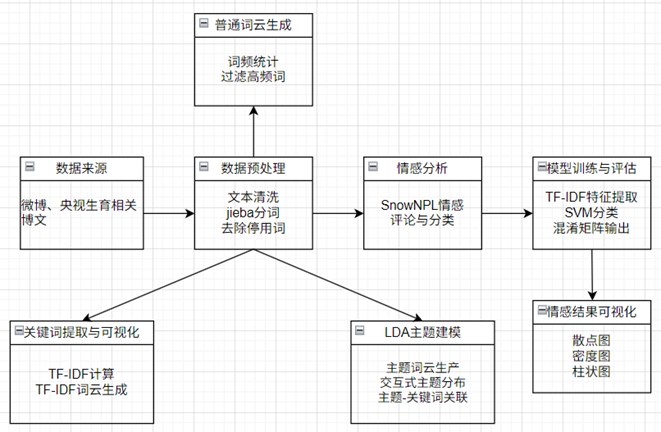 普通词云生成
词频统计
过滤高频词
数据来源
微博、央视生育相关
博文
数据预处理
文本清洗
jieba分词
去除停用词
情感分析
SnowNPL情感
评论与分类
模型训练与评估
TF-IDF特征提取
SVM分类
混淆矩阵输出
关键词提取与可视化
TF-IDF计算
TF-IDF词云生成
LDA主题建模
主题词云生产
交互式主题分布
主题-关键词关联
情感结果可视化
散点图
密度图
柱状图